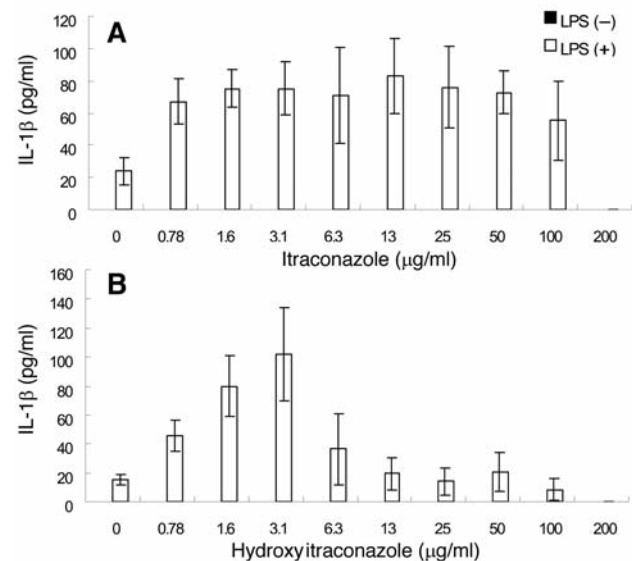 A
LPS (−)
LPS (+)
IL-1β (pg/ml)
120
100
80
60
40
20
0
0 0.78 1.6 3.1 6.3 13 25 50 100 200
Itraconazole (µg/ml)
B
IL-1β (pg/ml)
160
140
120
100
80
60
40
20
0
0 0.78 1.6 3.1 6.3 13 25 50 100 200
Hydroxyitraconazole (µg/ml)